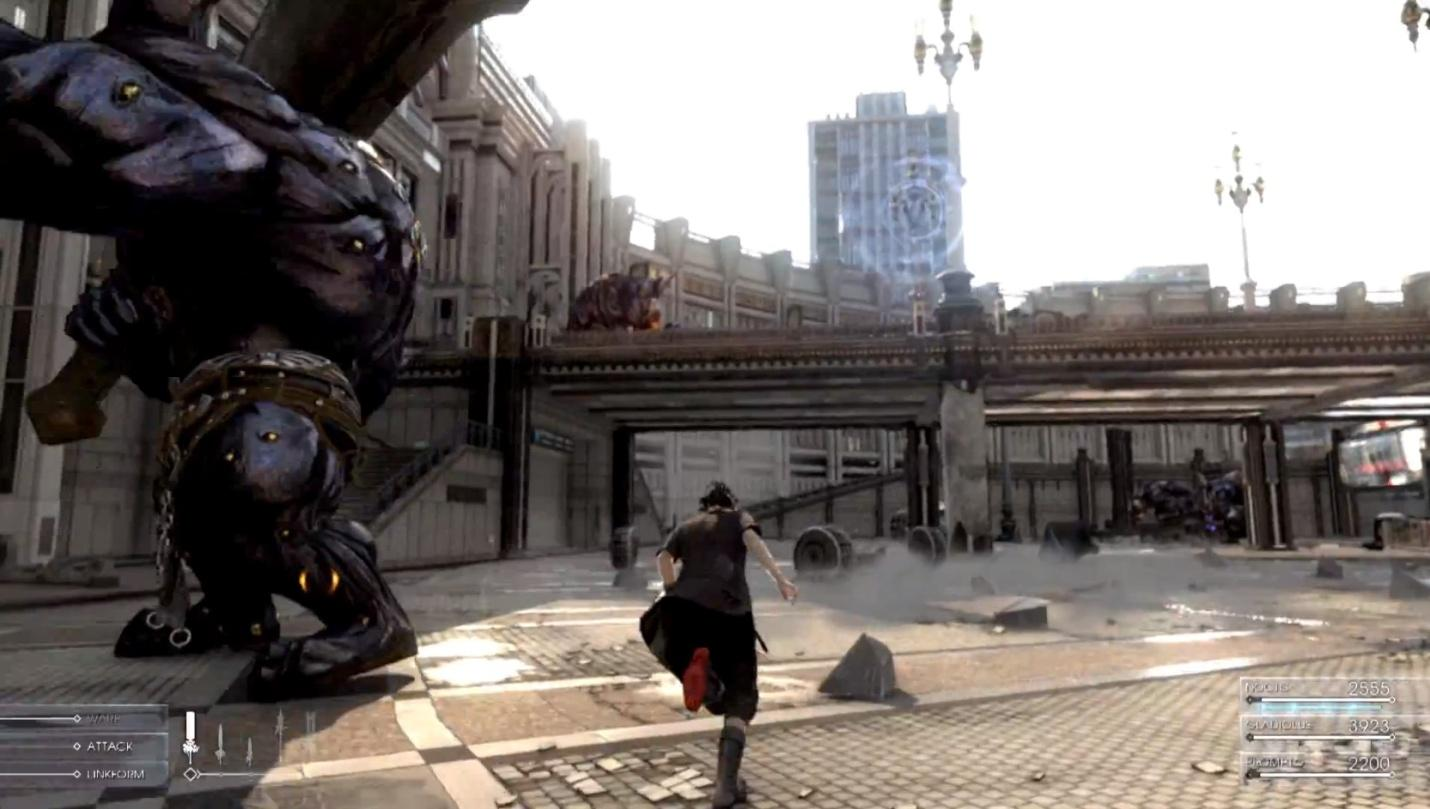 WARP
ATTACK
LINKFORM
NOCTIS 2555
GLADIOLUS 3923
PROMPTO 2200